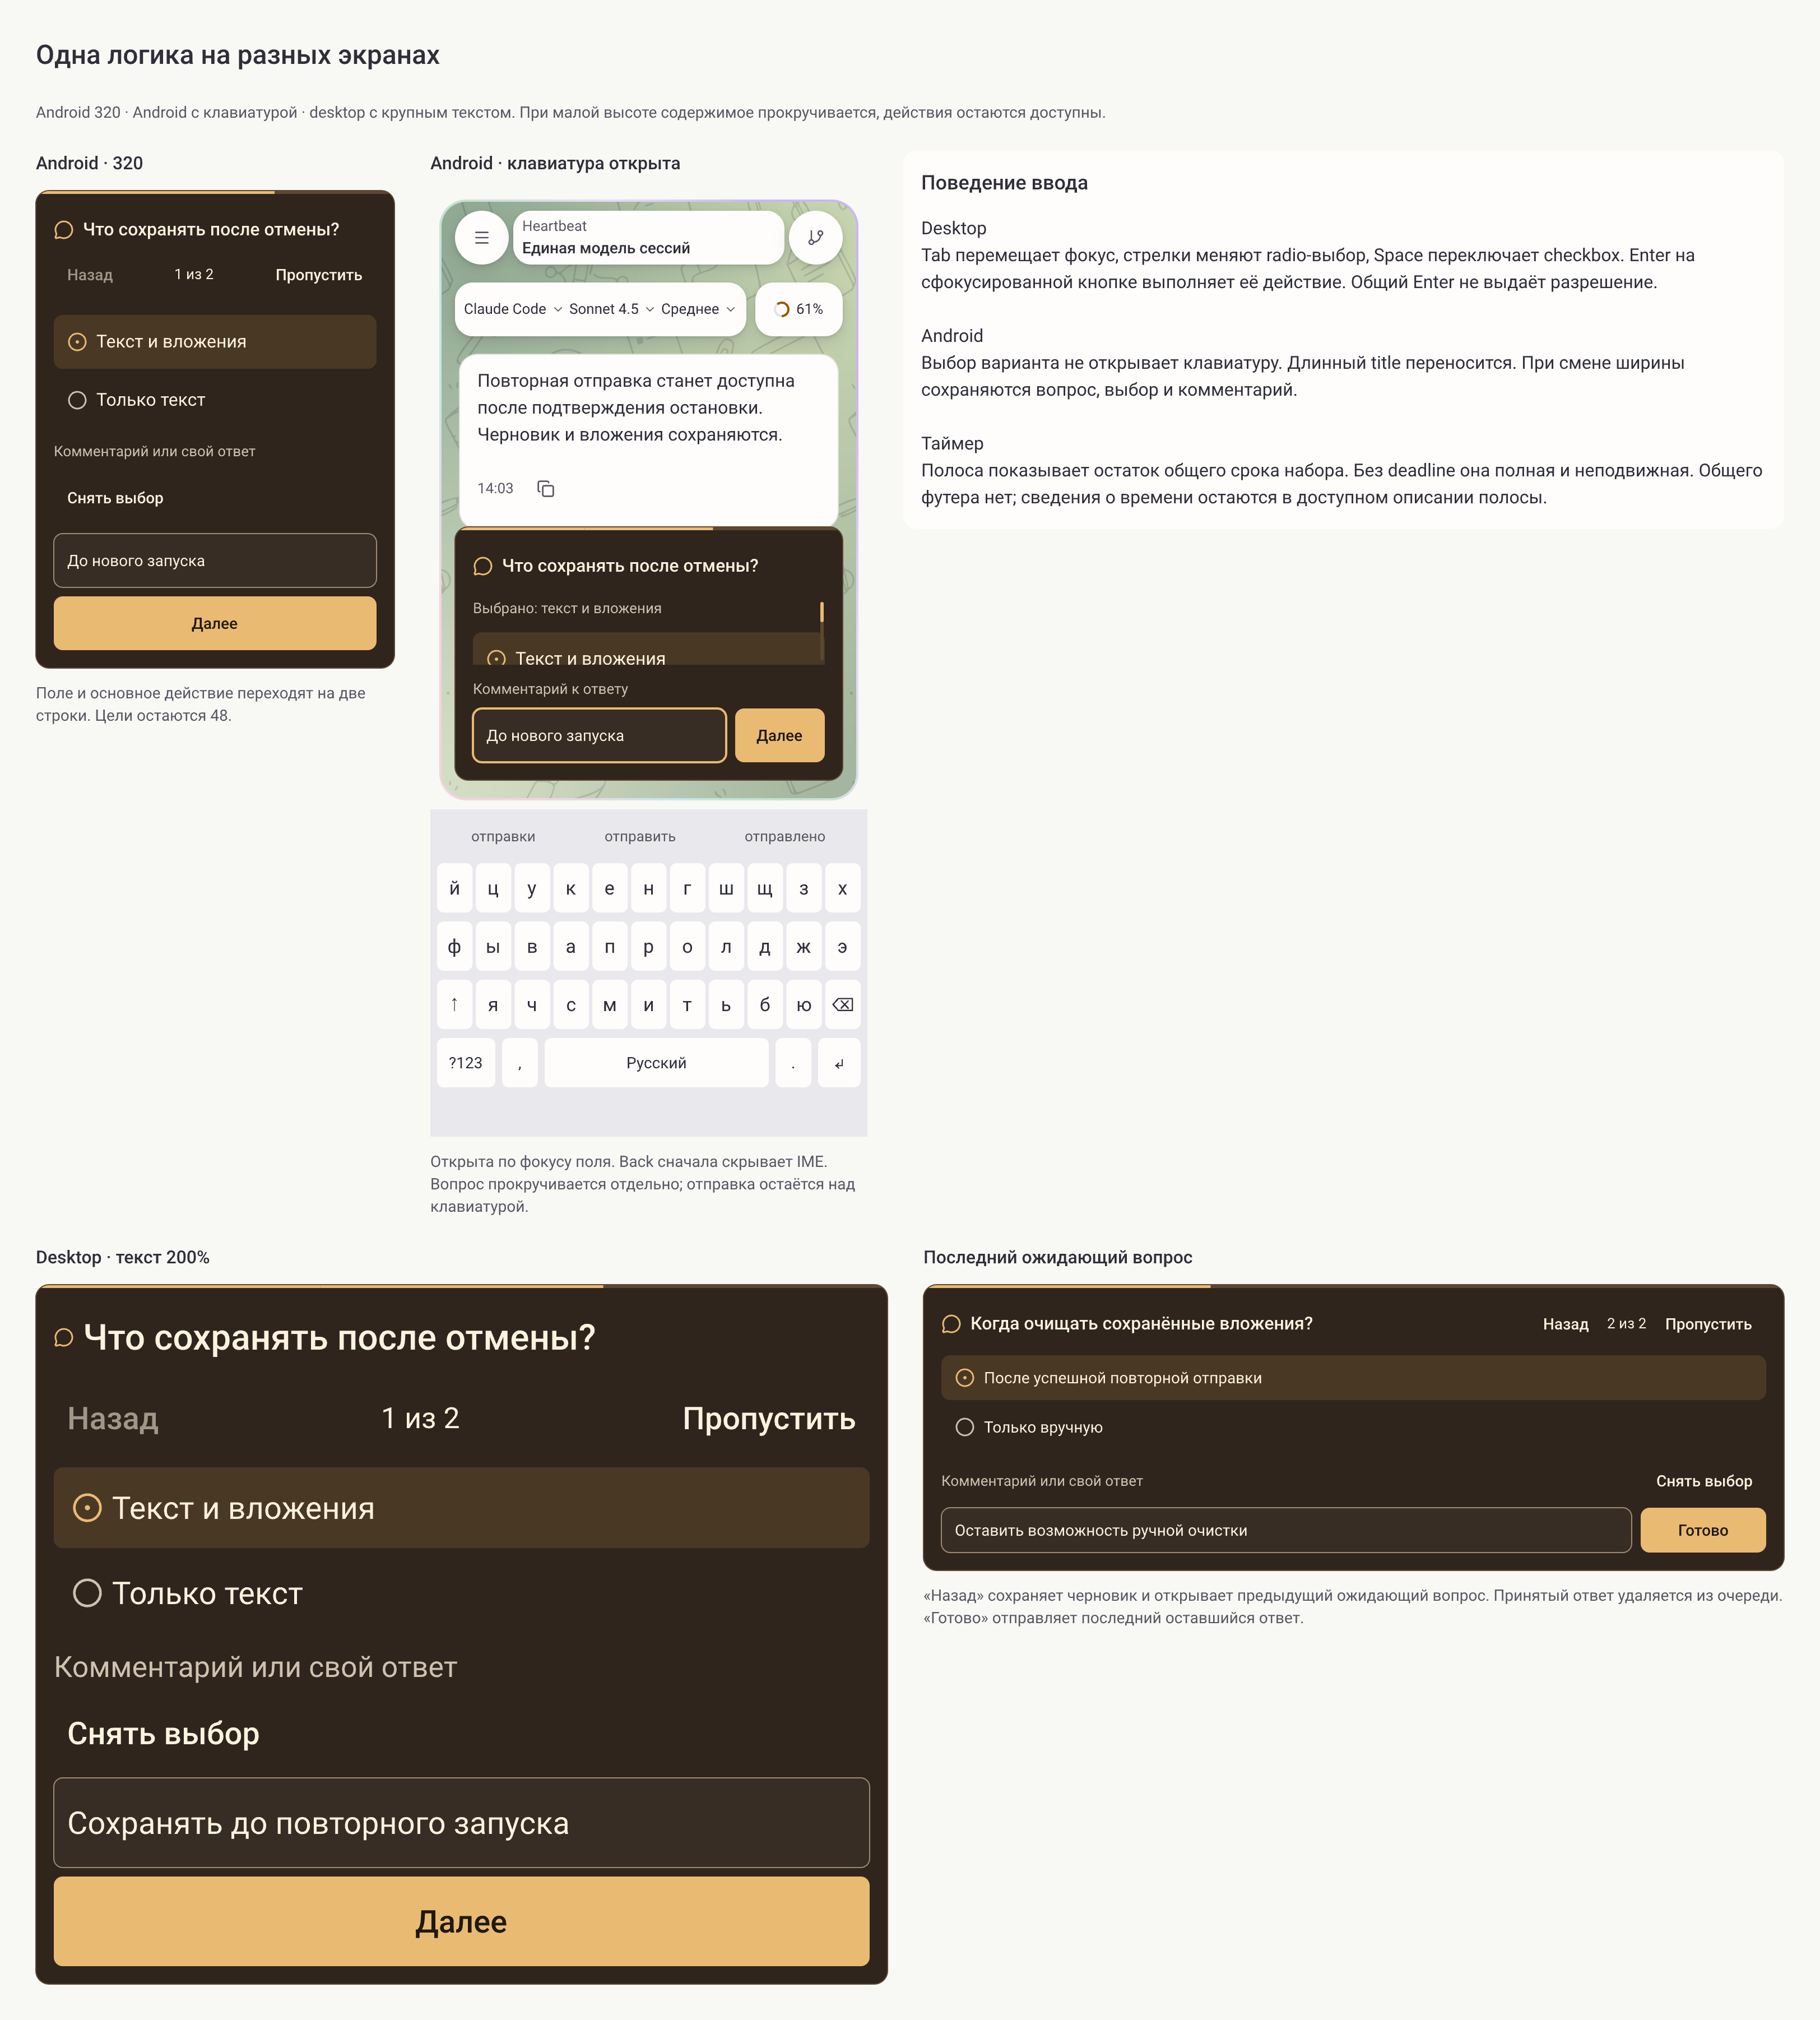 Одна логика на разных экранах
Android 320 · Android с клавиатурой · desktop с крупным текстом. При малой высоте содержимое прокручивается, действия остаются доступны.
Android · 320
Что сохранять после отмены?
Назад
1 из 2
Пропустить
Текст и вложения
Только текст
Комментарий или свой ответ
Снять выбор
До нового запуска
Далее
Поле и основное действие переходят на две
строки. Цели остаются 48.
Android · клавиатура открыта
Heartbeat
Единая модель сессий
Claude Code
Sonnet 4.5
Среднее
61%
Повторная отправка станет доступна
после подтверждения остановки.
Черновик и вложения сохраняются.
14:03
Что сохранять после отмены?
Выбрано: текст и вложения
Текст и вложения
Комментарий к ответу
До нового запуска
Далее
отправки отправить отправлено
й ц у к е н г ш щ з х
ф ы в а п р о л д ж э
↑ я ч с м и т ь б ю ⌫
?123 , Русский . ↲
Открыта по фокусу поля. Back сначала скрывает IME.
Вопрос прокручивается отдельно; отправка остаётся над
клавиатурой.
Поведение ввода
Desktop
Tab перемещает фокус, стрелки меняют radio-выбор, Space переключает checkbox. Enter на
сфокусированной кнопке выполняет её действие. Общий Enter не выдаёт разрешение.
Android
Выбор варианта не открывает клавиатуру. Длинный title переносится. При смене ширины
сохраняются вопрос, выбор и комментарий.
Таймер
Полоса показывает остаток общего срока набора. Без deadline она полная и неподвижная. Общего
футера нет; сведения о времени остаются в доступном описании полосы.
Desktop · текст 200%
Что сохранять после отмены?
Назад
1 из 2
Пропустить
Текст и вложения
Только текст
Комментарий или свой ответ
Снять выбор
Сохранять до повторного запуска
Далее
Последний ожидающий вопрос
Когда очищать сохранённые вложения?
Назад
2 из 2
Пропустить
После успешной повторной отправки
Только вручную
Комментарий или свой ответ
Снять выбор
Оставить возможность ручной очистки
Готово
«Назад» сохраняет черновик и открывает предыдущий ожидающий вопрос. Принятый ответ удаляется из очереди.
«Готово» отправляет последний оставшийся ответ.